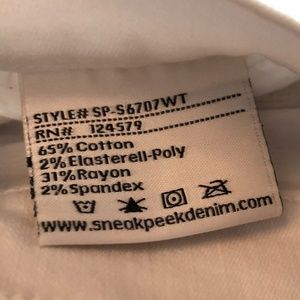 STYLE# SP-S6707WT
RN# 124579
65% Cotton
2% Elasterell-Poly
31% Rayon
2% Spandex
www.sneakpeekdenim.com